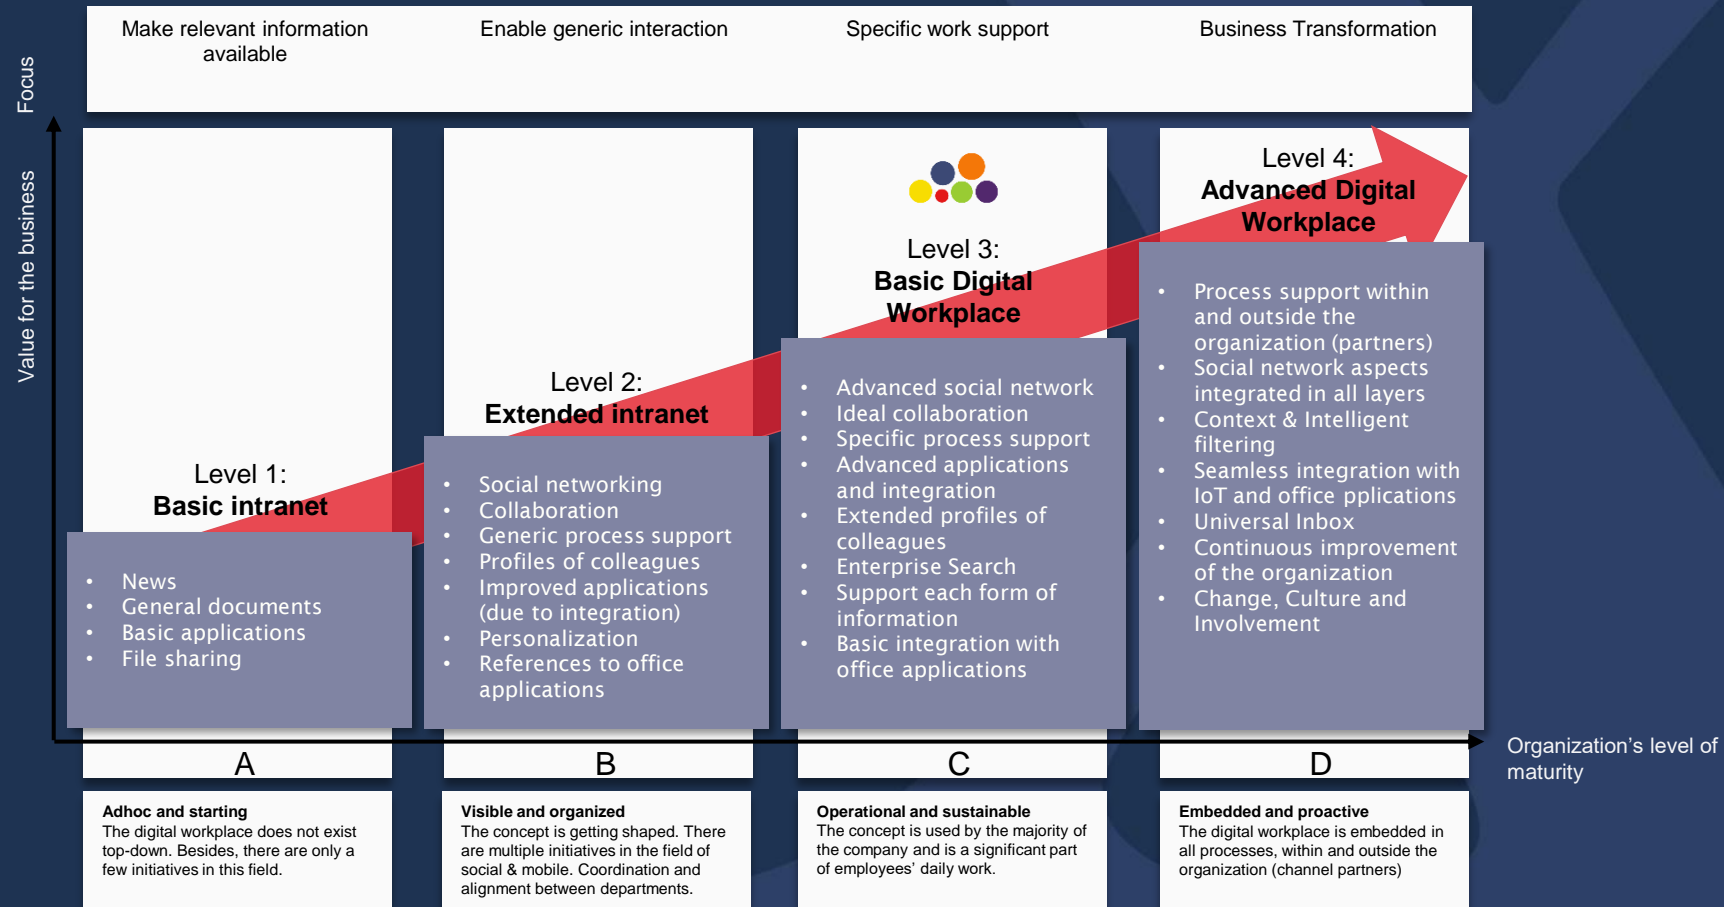 Focus
Make relevant information
available
Enable generic interaction
Specific work support
Business Transformation
Value for the business
Level 1:
Basic intranet
• News
• General documents
• Basic applications
• File sharing
Level 2:
Extended intranet
• Social networking
• Collaboration
• Generic process support
• Profiles of colleagues
• Improved applications
(due to integration)
• Personalization
• References to office
applications
Level 3:
Basic Digital
Workplace
• Advanced social network
• Ideal collaboration
• Specific process support
• Advanced applications
and integration
• Extended profiles of
colleagues
• Enterprise Search
• Support each form of
information
• Basic integration with
office applications
Level 4:
Advanced Digital
Workplace
• Process support within
and outside the
organization (partners)
• Social network aspects
integrated in all layers
• Context & Intelligent
filtering
• Seamless integration with
IoT and office pplications
• Universal Inbox
• Continuous improvement
of the organization
• Change, Culture and
Involvement
A
B
C
D
Organization's level of
maturity
Adhoc and starting
The digital workplace does not exist
top-down. Besides, there are only a
few initiatives in this field.
Visible and organized
The concept is getting shaped. There
are multiple initiatives in the field of
social & mobile. Coordination and
alignment between departments.
Operational and sustainable
The concept is used by the majority of
the company and is a significant part
of employees' daily work.
Embedded and proactive
The digital workplace is embedded in
all processes, within and outside the
organization (channel partners)